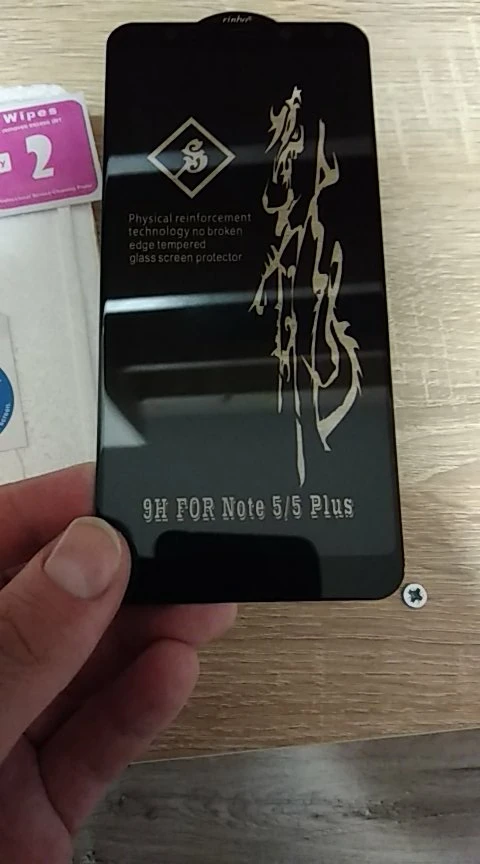 Wipes
2
Physical reinforcement
technology no broken
edge tempered
glass screen protector
9H FOR Note 5/5 Plus